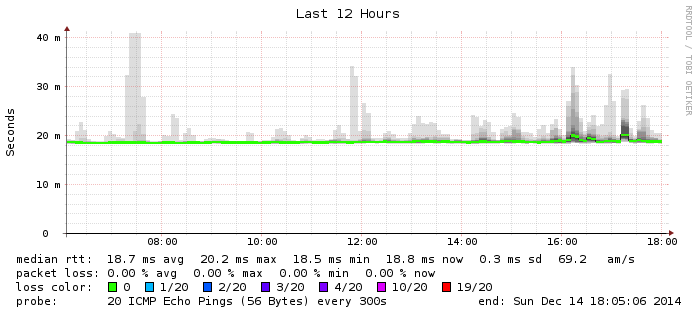 Last 12 Hours
RRDTOOL / TOBI OETIKER
Seconds
40 m
30 m
20 m
10 m
0
08:00 10:00 12:00 14:00 16:00 18:00
median rtt: 18.7 ms avg 20.2 ms max 18.5 ms min 18.8 ms now 0.3 ms sd 69.2 am/s
packet loss: 0.00 % avg 0.00 % max 0.00 % min 0.00 % now
loss color: 0 1/20 2/20 3/20 4/20 10/20 19/20
probe: 20 ICMP Echo Pings (56 Bytes) every 300s end: Sun Dec 14 18:05:06 2014